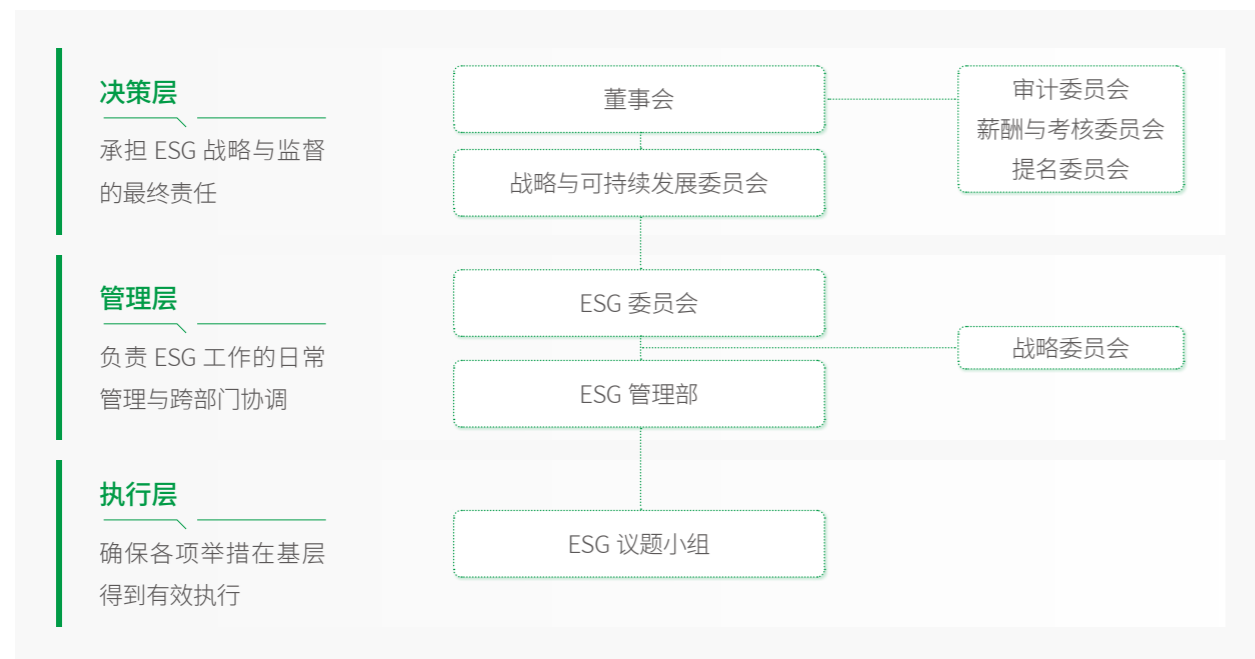 决策层
承担 ESG 战略与监督
的最终责任
董事会
战略与可持续发展委员会
审计委员会
薪酬与考核委员会
提名委员会
管理层
负责 ESG 工作的日常
管理与跨部门协调
ESG 委员会
战略委员会
ESG 管理部
执行层
确保各项举措在基层
得到有效执行
ESG 议题小组